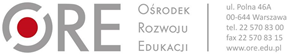 ORE
Ośrodek
Rozwoju
Edukacji
ul. Polna 46A
00-644 Warszawa
tel. 22 570 83 00
fax 22 570 83 15
www.ore.edu.pl